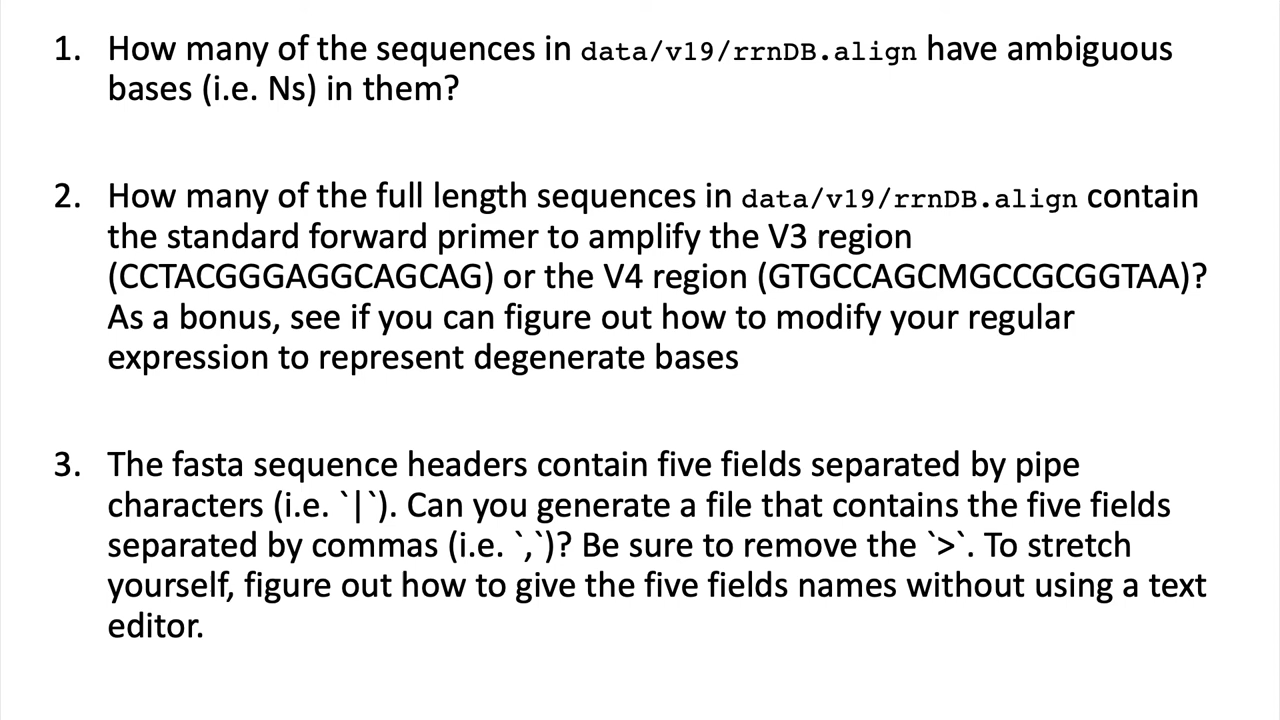 1. How many of the sequences in data/v19/rrnDB.align have ambiguous
bases (i.e. Ns) in them?
2. How many of the full length sequences in data/v19/rrnDB.align contain
the standard forward primer to amplify the V3 region
(CCTACGGGAGGCAGCAG) or the V4 region (GTGCCAGCMGCCGCGGTAA)?
As a bonus, see if you can figure out how to modify your regular
expression to represent degenerate bases
3. The fasta sequence headers contain five fields separated by pipe
characters (i.e. `|`). Can you generate a file that contains the five fields
separated by commas (i.e. `,`)? Be sure to remove the `>`. To stretch
yourself, figure out how to give the five fields names without using a text
editor.